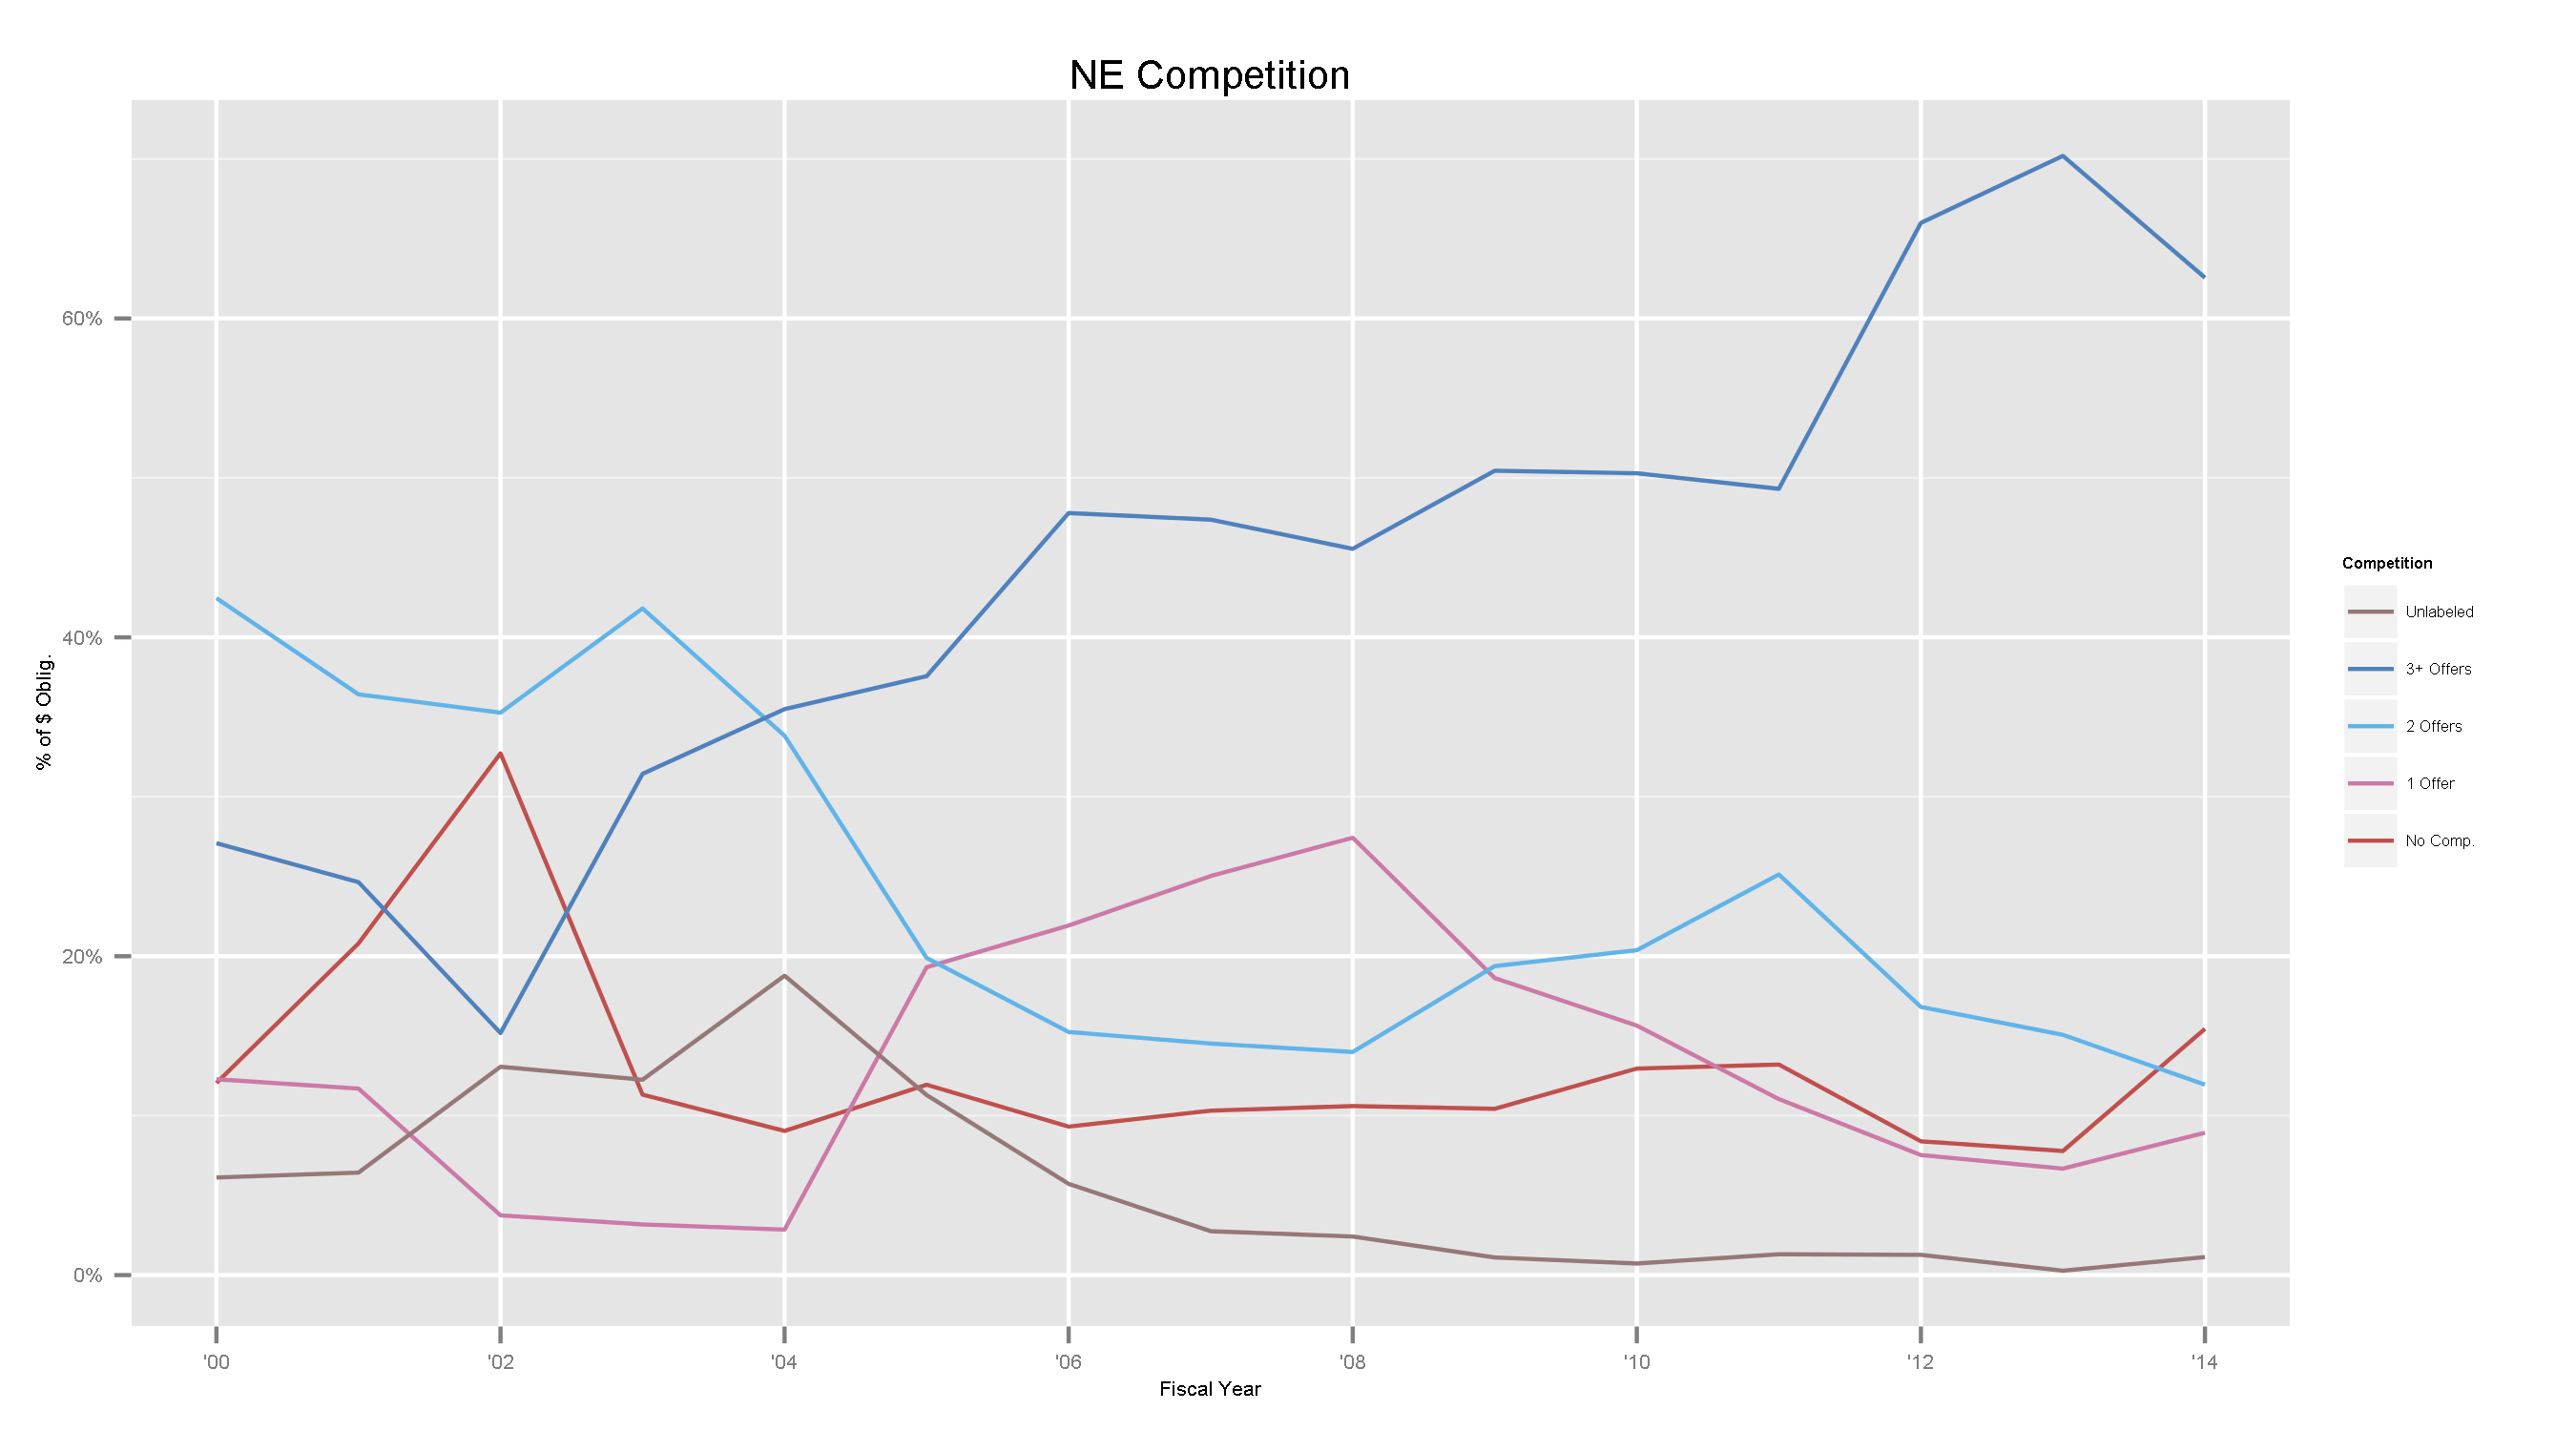 NE Competition
60%
40%
20%
0%
% of $ Oblig.
'00 '02 '04 '06 '08 '10 '12 '14
Fiscal Year
Competition
Unlabeled
3+ Offers
2 Offers
1 Offer
No Comp.